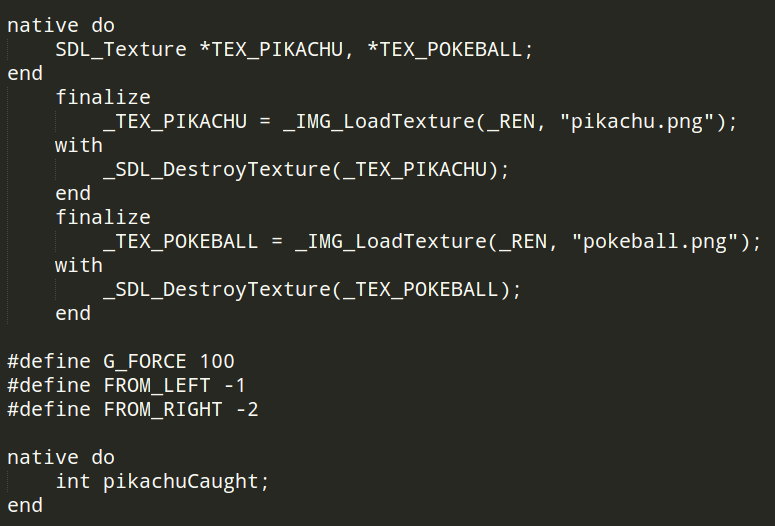 native do
    SDL_Texture *TEX_PIKACHU, *TEX_POKEBALL;
end
    finalize
        _TEX_PIKACHU = _IMG_LoadTexture(_REN, "pikachu.png");
    with
        _SDL_DestroyTexture(_TEX_PIKACHU);
    end
    finalize
        _TEX_POKEBALL = _IMG_LoadTexture(_REN, "pokeball.png");
    with
        _SDL_DestroyTexture(_TEX_POKEBALL);
    end

#define G_FORCE 100
#define FROM_LEFT -1
#define FROM_RIGHT -2

native do
    int pikachuCaught;
end